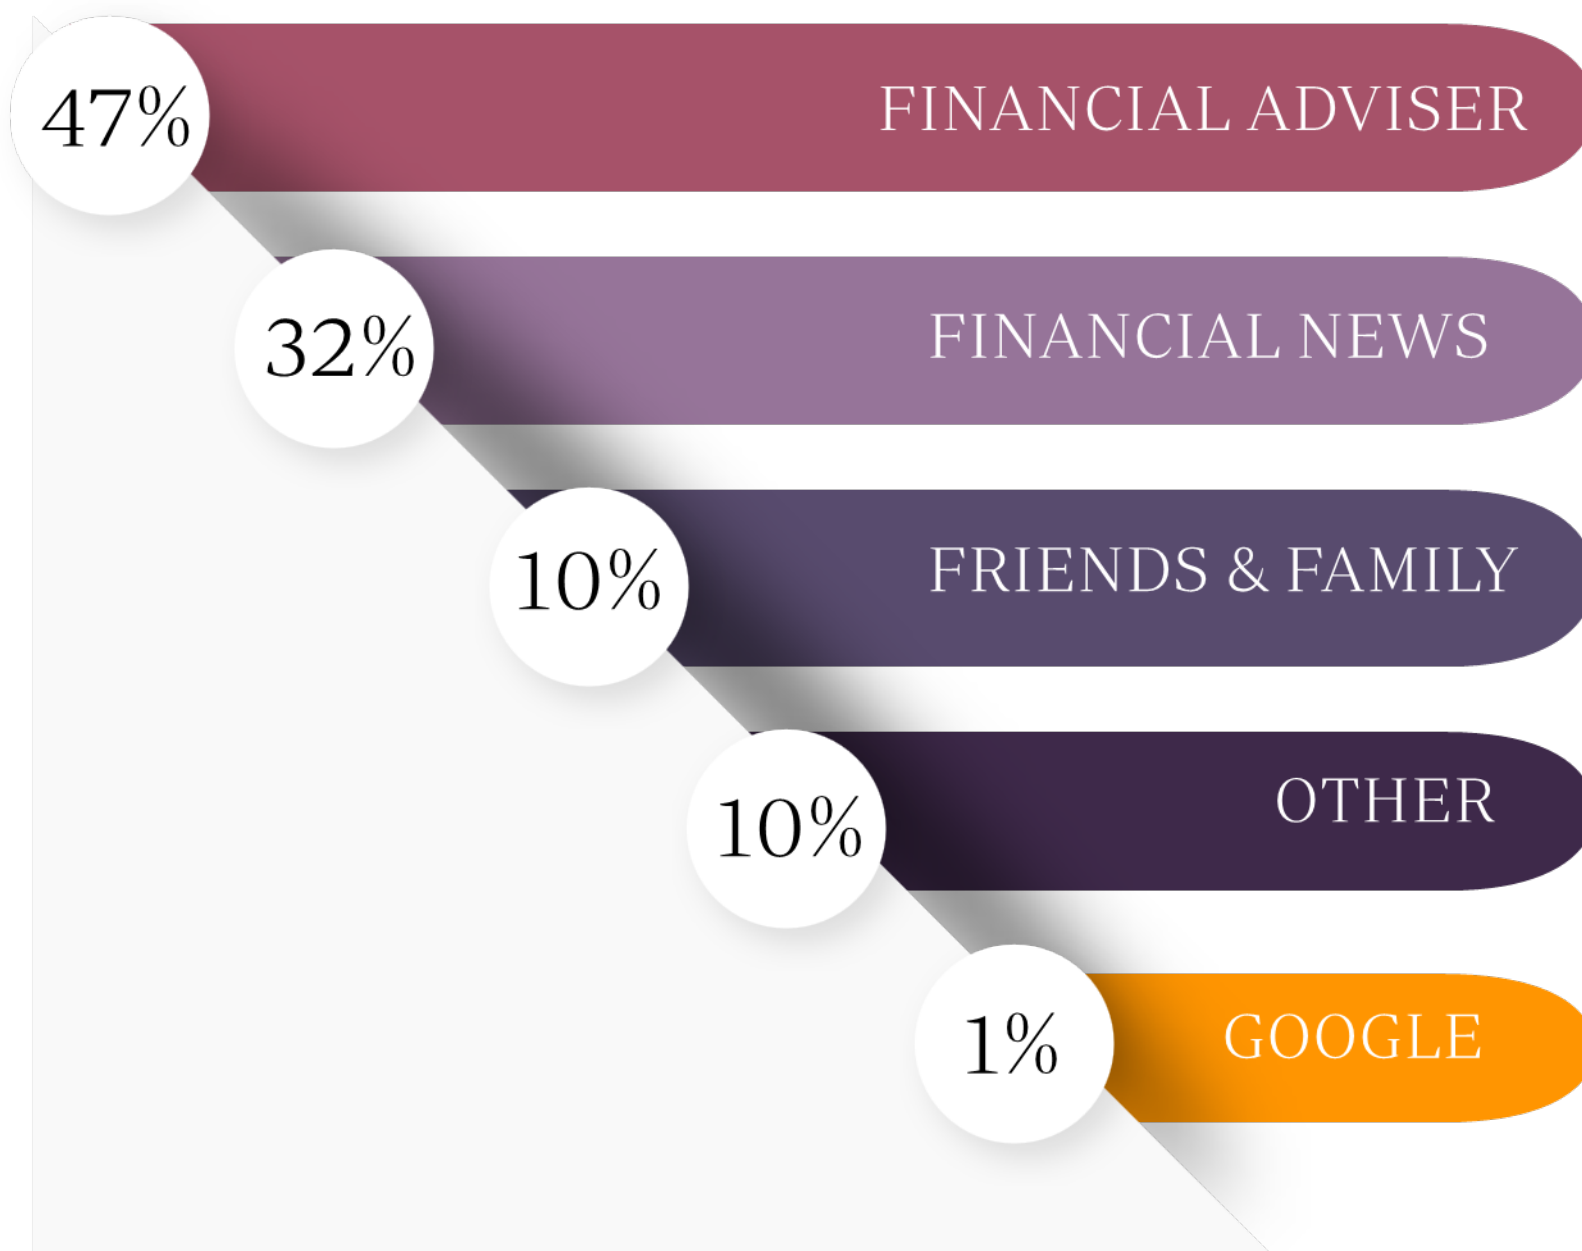 47% FINANCIAL ADVISER
32% FINANCIAL NEWS
10% FRIENDS & FAMILY
10% OTHER
1% GOOGLE